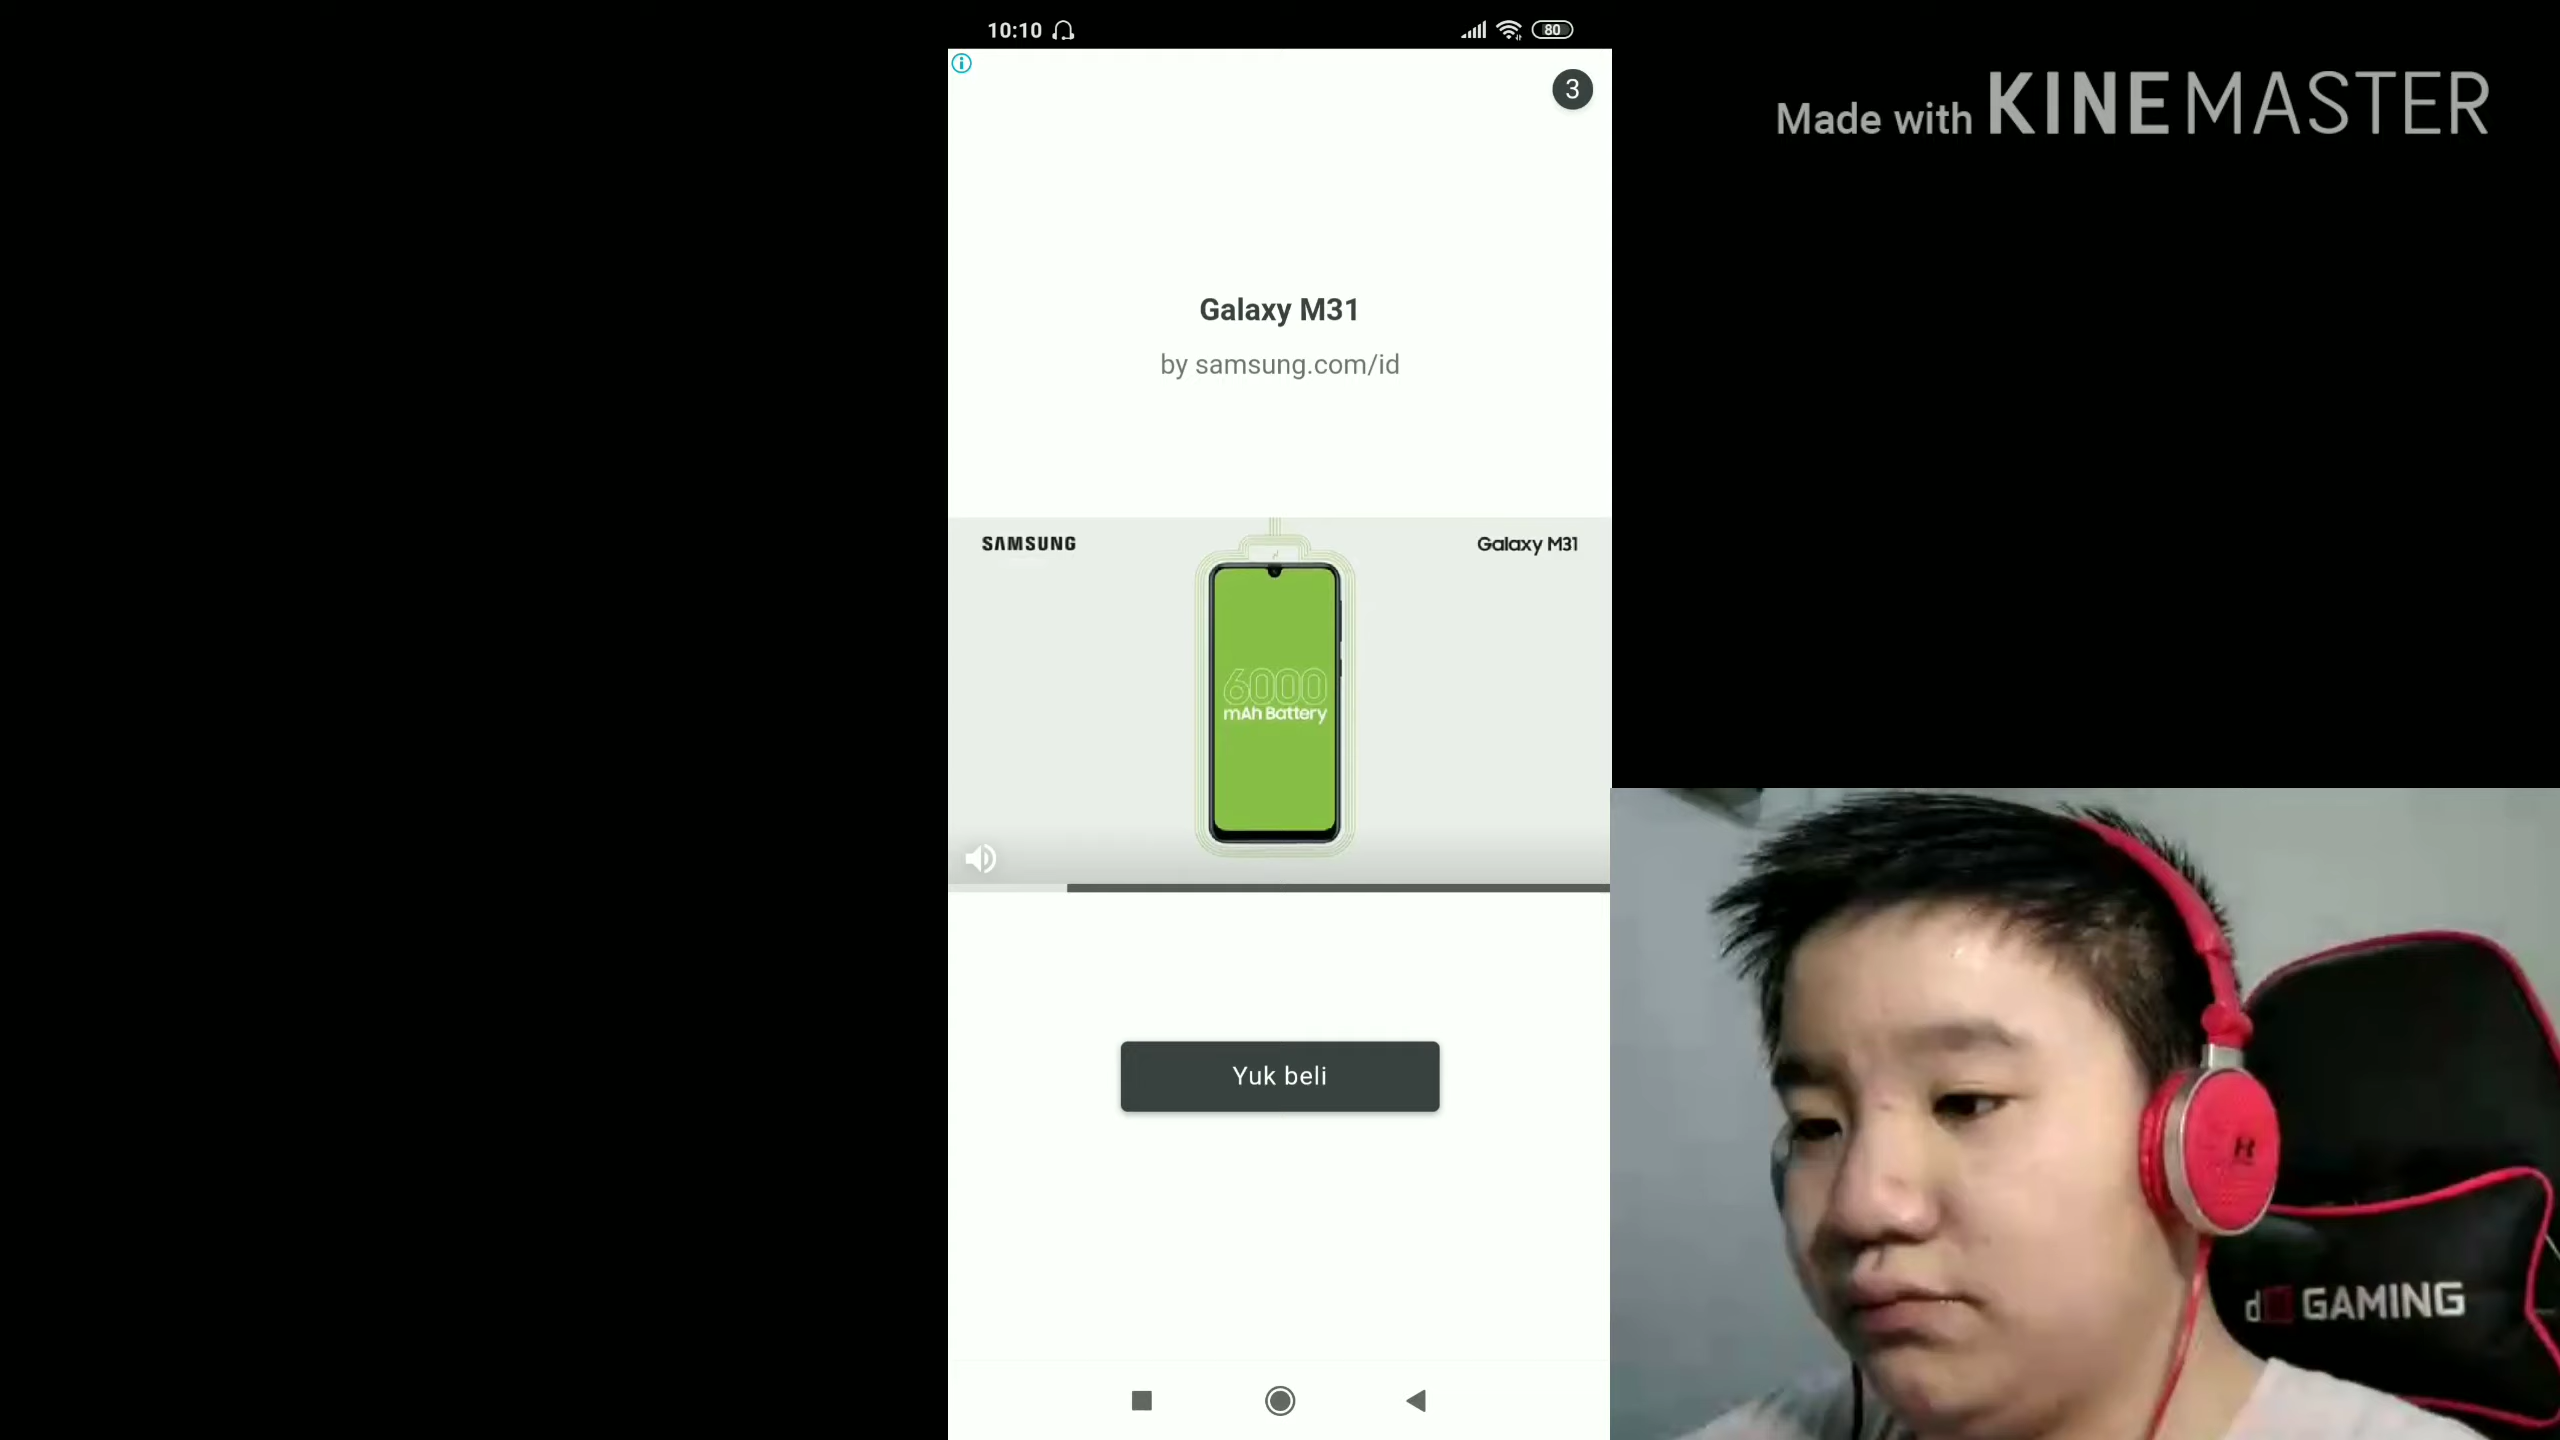 10:10
80
Made with KINEMASTER
3
Galaxy M31
by samsung.com/id
SAMSUNG
Galaxy M31
6000
mAh Battery
Yuk beli
GAMING